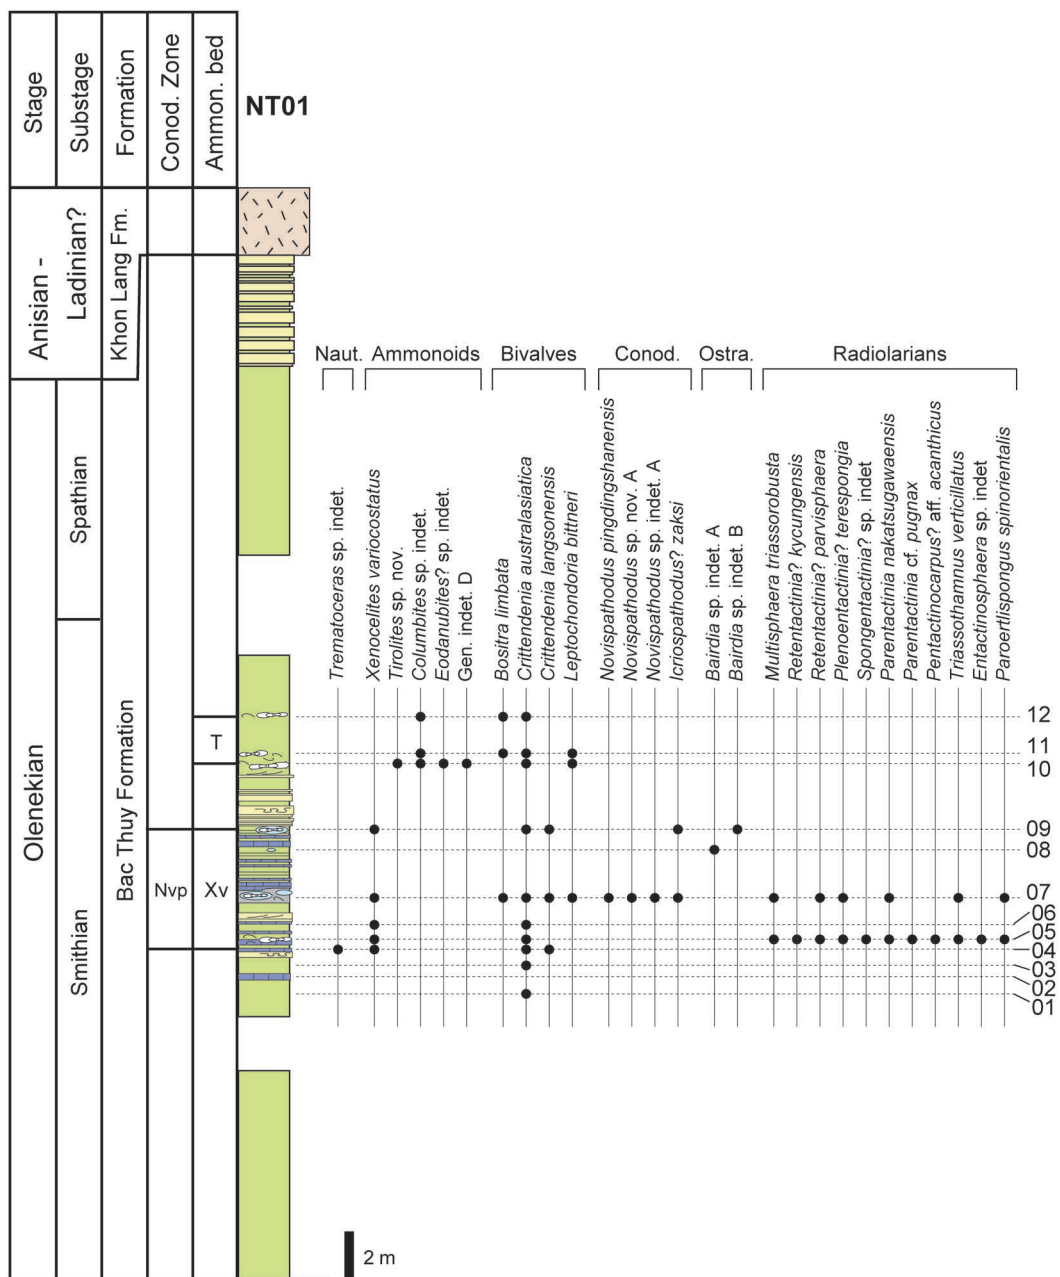 Stage
Substage
Formation
Conod. Zone
Ammon. bed
NT01
Anisian -
Ladinian?
Khon Lang Fm.
Naut.
Ammonoids
Bivalves
Conod.
Ostra.
Radiolarians
Olenekian
Spathian
Smithian
Bac Thuy Formation
Nvp
T
Xv
Trematoceras sp. indet.
Xenocelites variocostatus
Tirolites sp. nov.
Columbites sp. indet.
Eodanubites? sp. indet.
Gen. indet. D
Bositra limbata
Crittendenia australasiatica
Crittendenia langsonensis
Leptochondria bittneri
Novispathodus pingdingshanensis
Novispathodus sp. nov. A
Novispathodus sp. indet. A
Icriospathodus? zaksi
Bairdia sp. indet. A
Bairdia sp. indet. B
Multisphaera triassorobusta
Retentactinia? kycungensis
Retentactinia? parvisphaera
Plenoentactinia? terespongia
Spongentactinia? sp. indet
Parentactinia nakatsugawaensis
Parentactinia cf. pugnax
Pentactinocarpus? aff. acanthicus
Triassothamnus verticillatus
Entactinosphaera sp. indet
Paroertlispongus spinorientalis
12
11
10
09
08
07
06
05
04
03
02
01
2 m